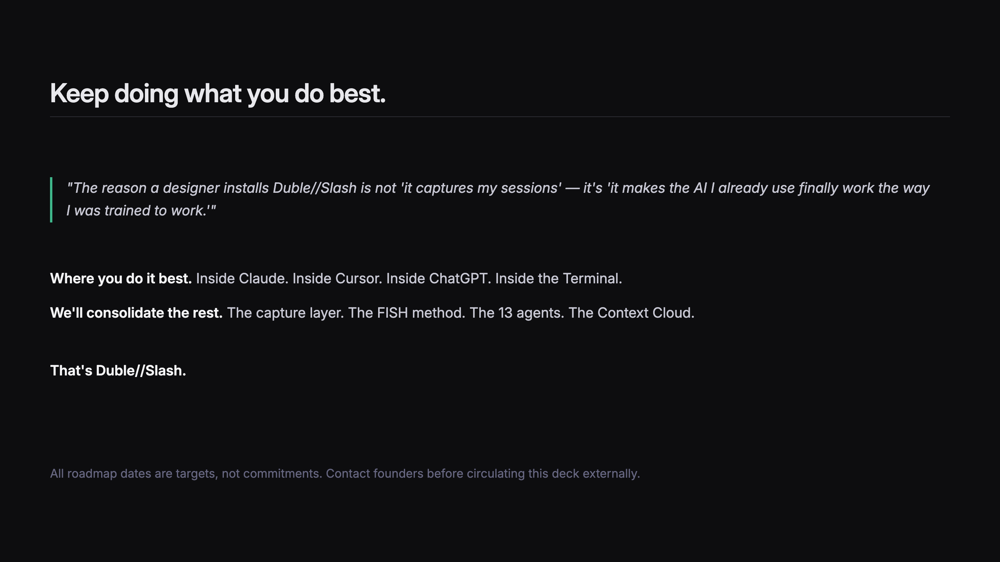 Keep doing what you do best.
"The reason a designer installs Duble//Slash is not 'it captures my sessions' — it's 'it makes the AI I already use finally work the way
I was trained to work.'"
Where you do it best. Inside Claude. Inside Cursor. Inside ChatGPT. Inside the Terminal.
We'll consolidate the rest. The capture layer. The FISH method. The 13 agents. The Context Cloud.
That's Duble//Slash.
All roadmap dates are targets, not commitments. Contact founders before circulating this deck externally.